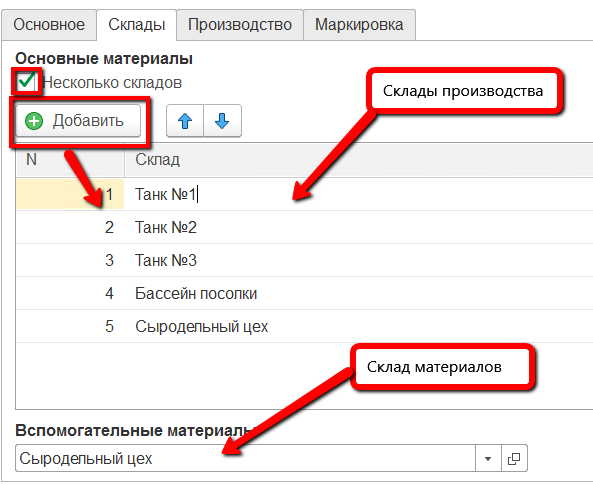 Основное Склады Производство Маркировка
Основные материалы
Несколько складов
Склады производства
Добавить
N Склад
1 Танк №1
2 Танк №2
3 Танк №3
4 Бассейн посолки
5 Сыродельный цех
Склад материалов
Вспомогательные материалы
Сыродельный цех